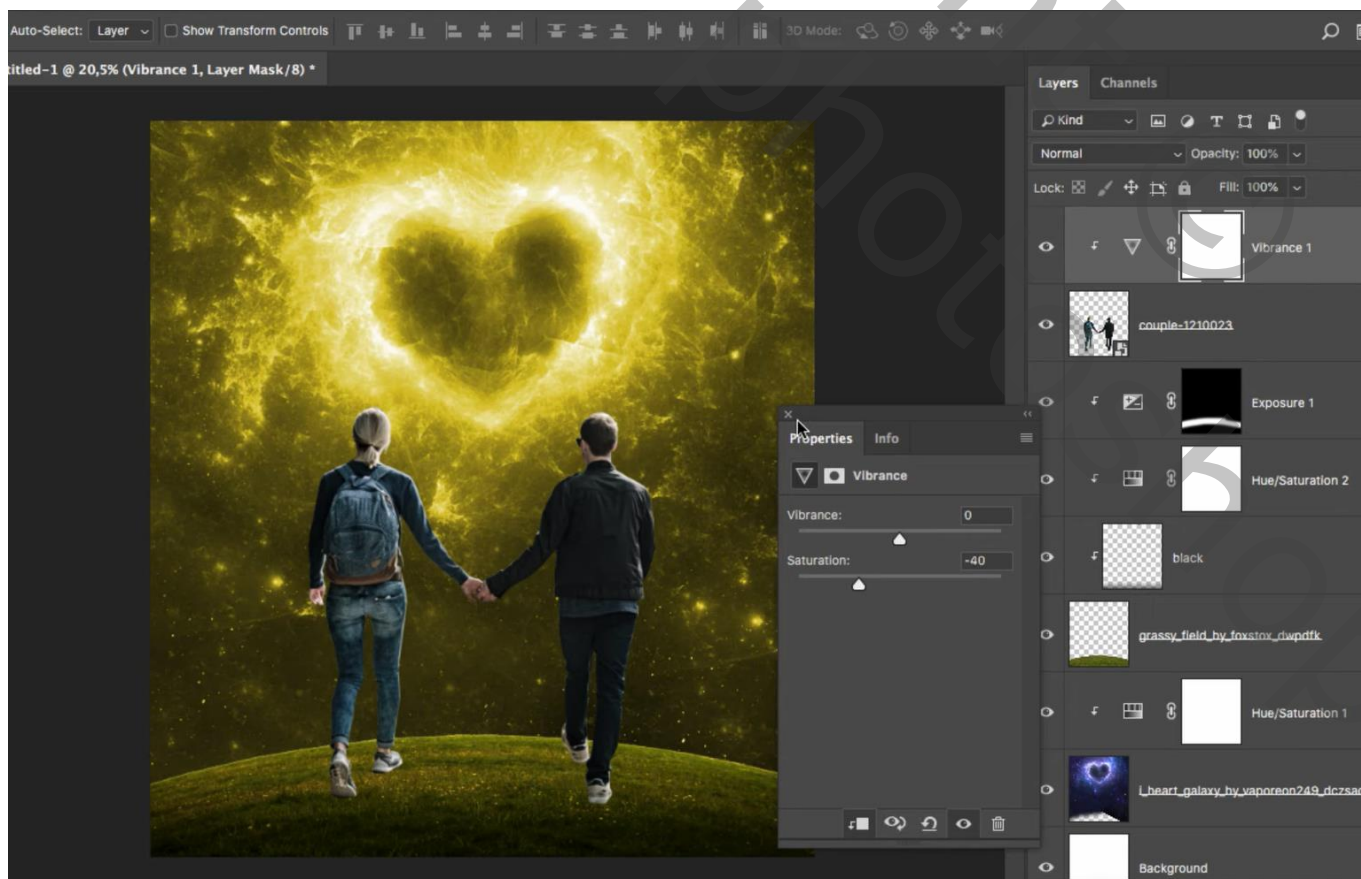 Auto-Select: Layer Show Transform Controls 3D Mode:
titled-1 @ 20,5% (Vibrance 1, Layer Mask/8) *
Layers Channels
Kind
Normal Opacity: 100%
Lock: Fill: 100%
Vibrance 1
couple-1210023
Exposure 1
Properties Info
Vibrance
Hue/Saturation 2
Vibrance: 0
Saturation: -40
black
grassy_field_by_foxstox_dwpdfk
Hue/Saturation 1
i_heart_galaxy_by_vaporeon249_dczsad
Background